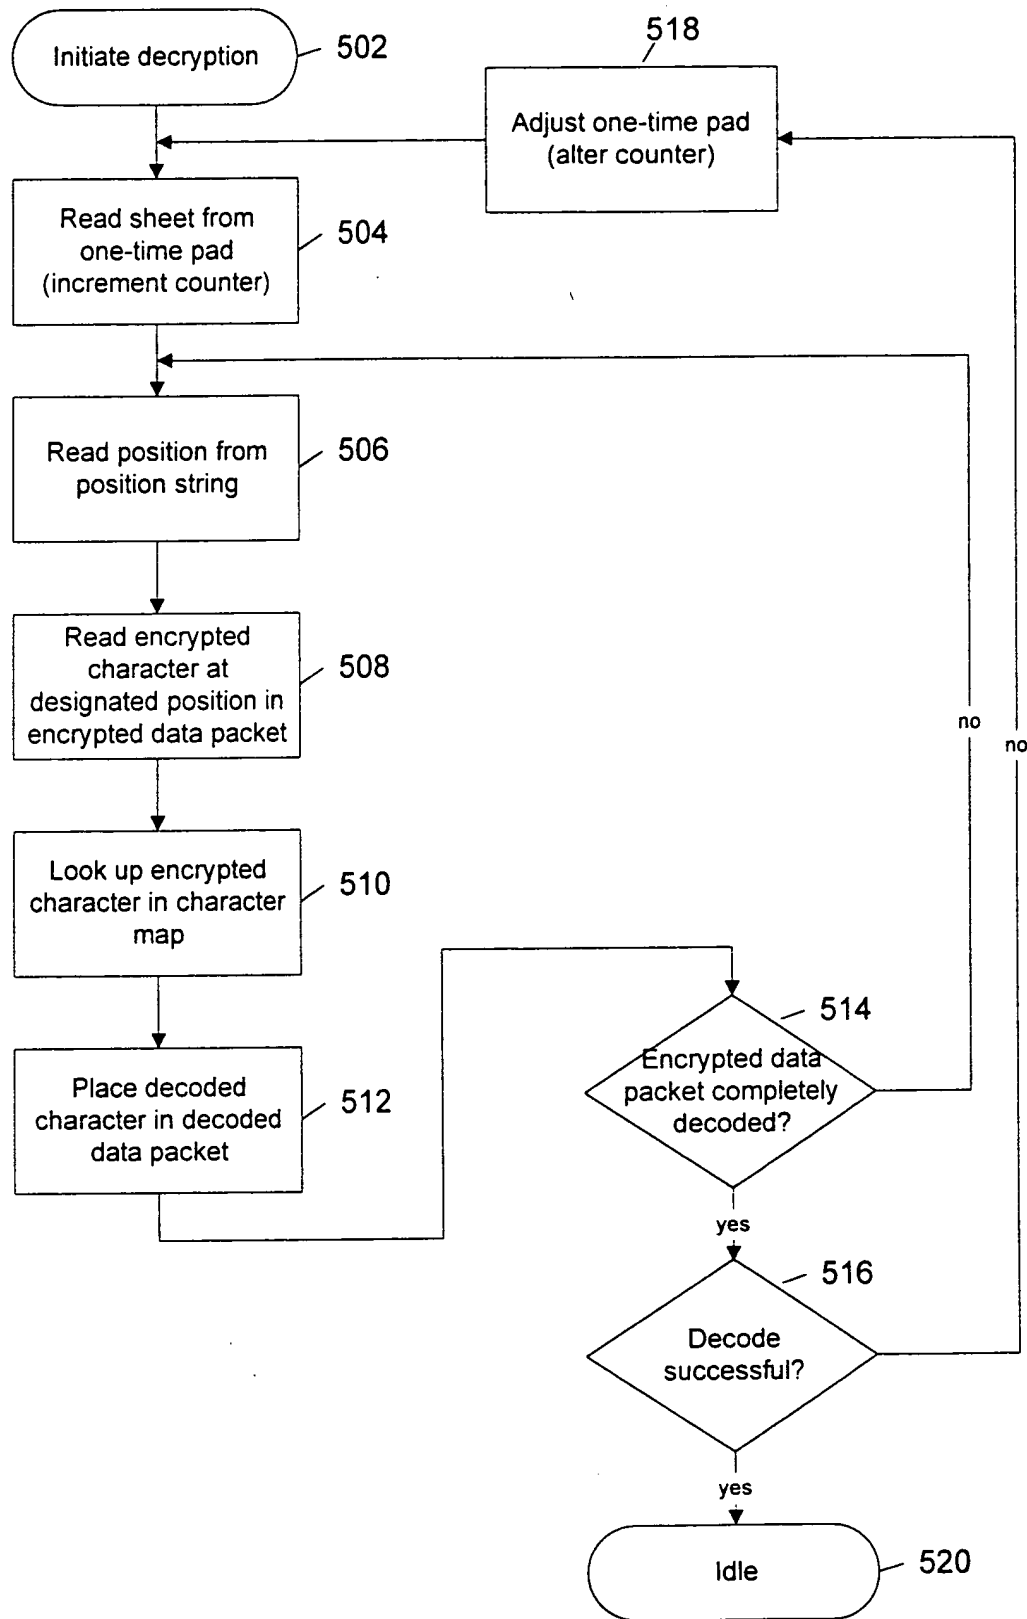 Initiate decryption
502
518
Adjust one-time pad
(alter counter)
Read sheet from
one-time pad
(increment counter)
504
Read position from
position string
506
Read encrypted
character at
designated position in
encrypted data packet
508
no
no
Look up encrypted
character in character
map
510
Place decoded
character in decoded
data packet
512
514
Encrypted data
packet completely
decoded?
yes
516
Decode
successful?
yes
Idle
520